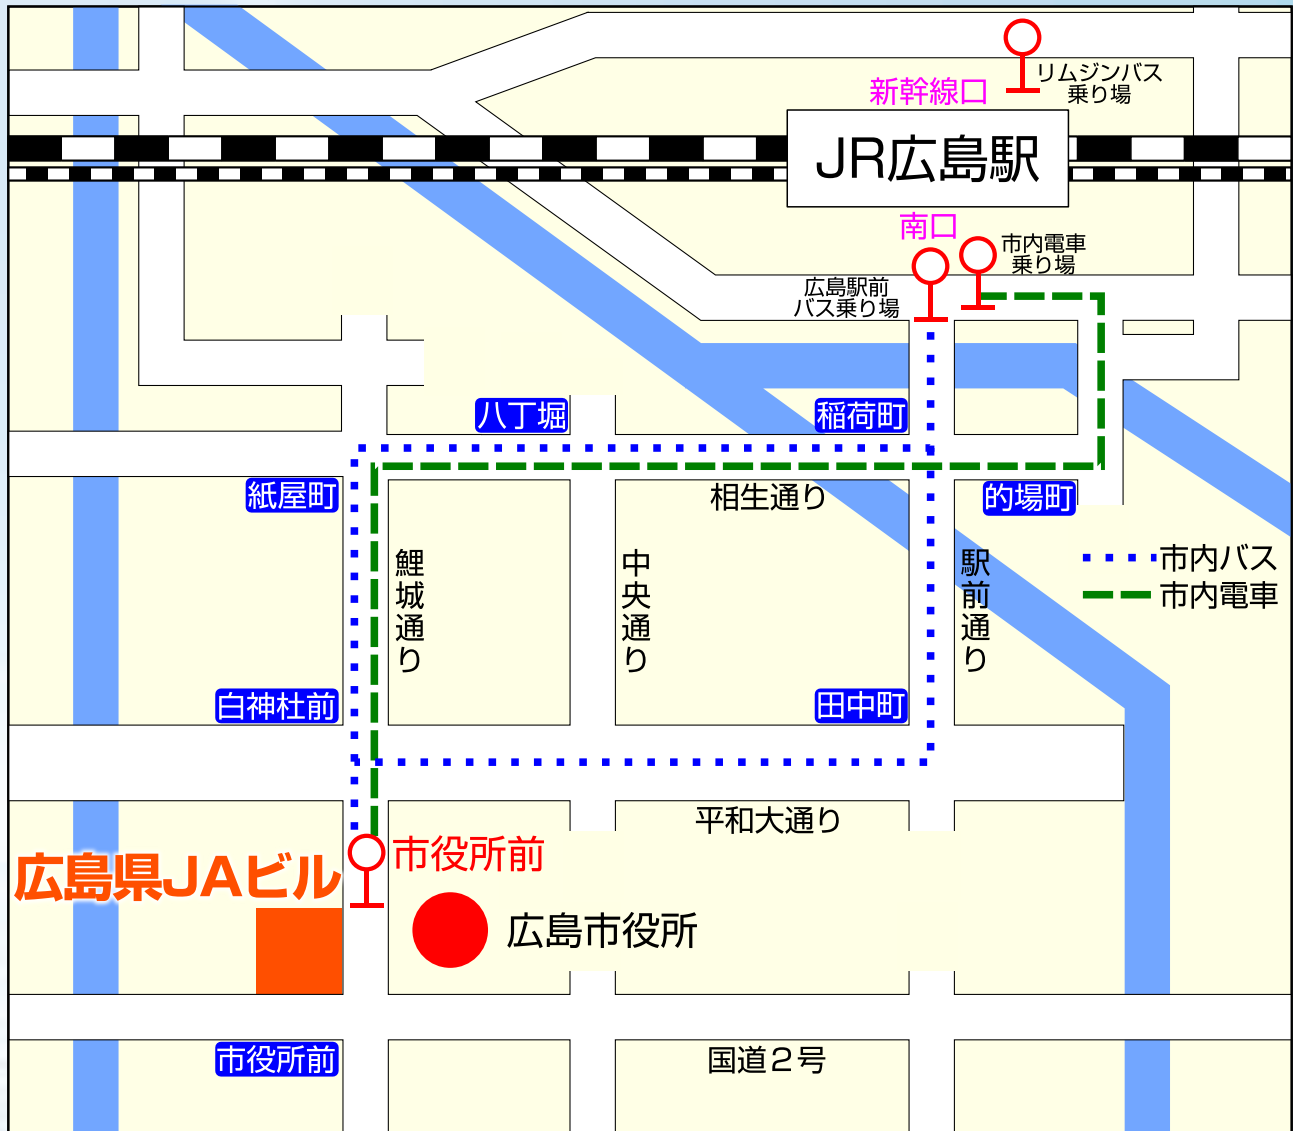 リムジンバス
乗り場
新幹線口
JR広島駅
南口
市内電車
乗り場
広島駅前
バス乗り場
八丁堀
稲荷町
紙屋町
相生通り
的場町
鯉城通り
中央通り
駅前通り
市内バス
市内電車
白神社前
田中町
平和大通り
市役所前
広島県JAビル
広島市役所
市役所前
国道2号